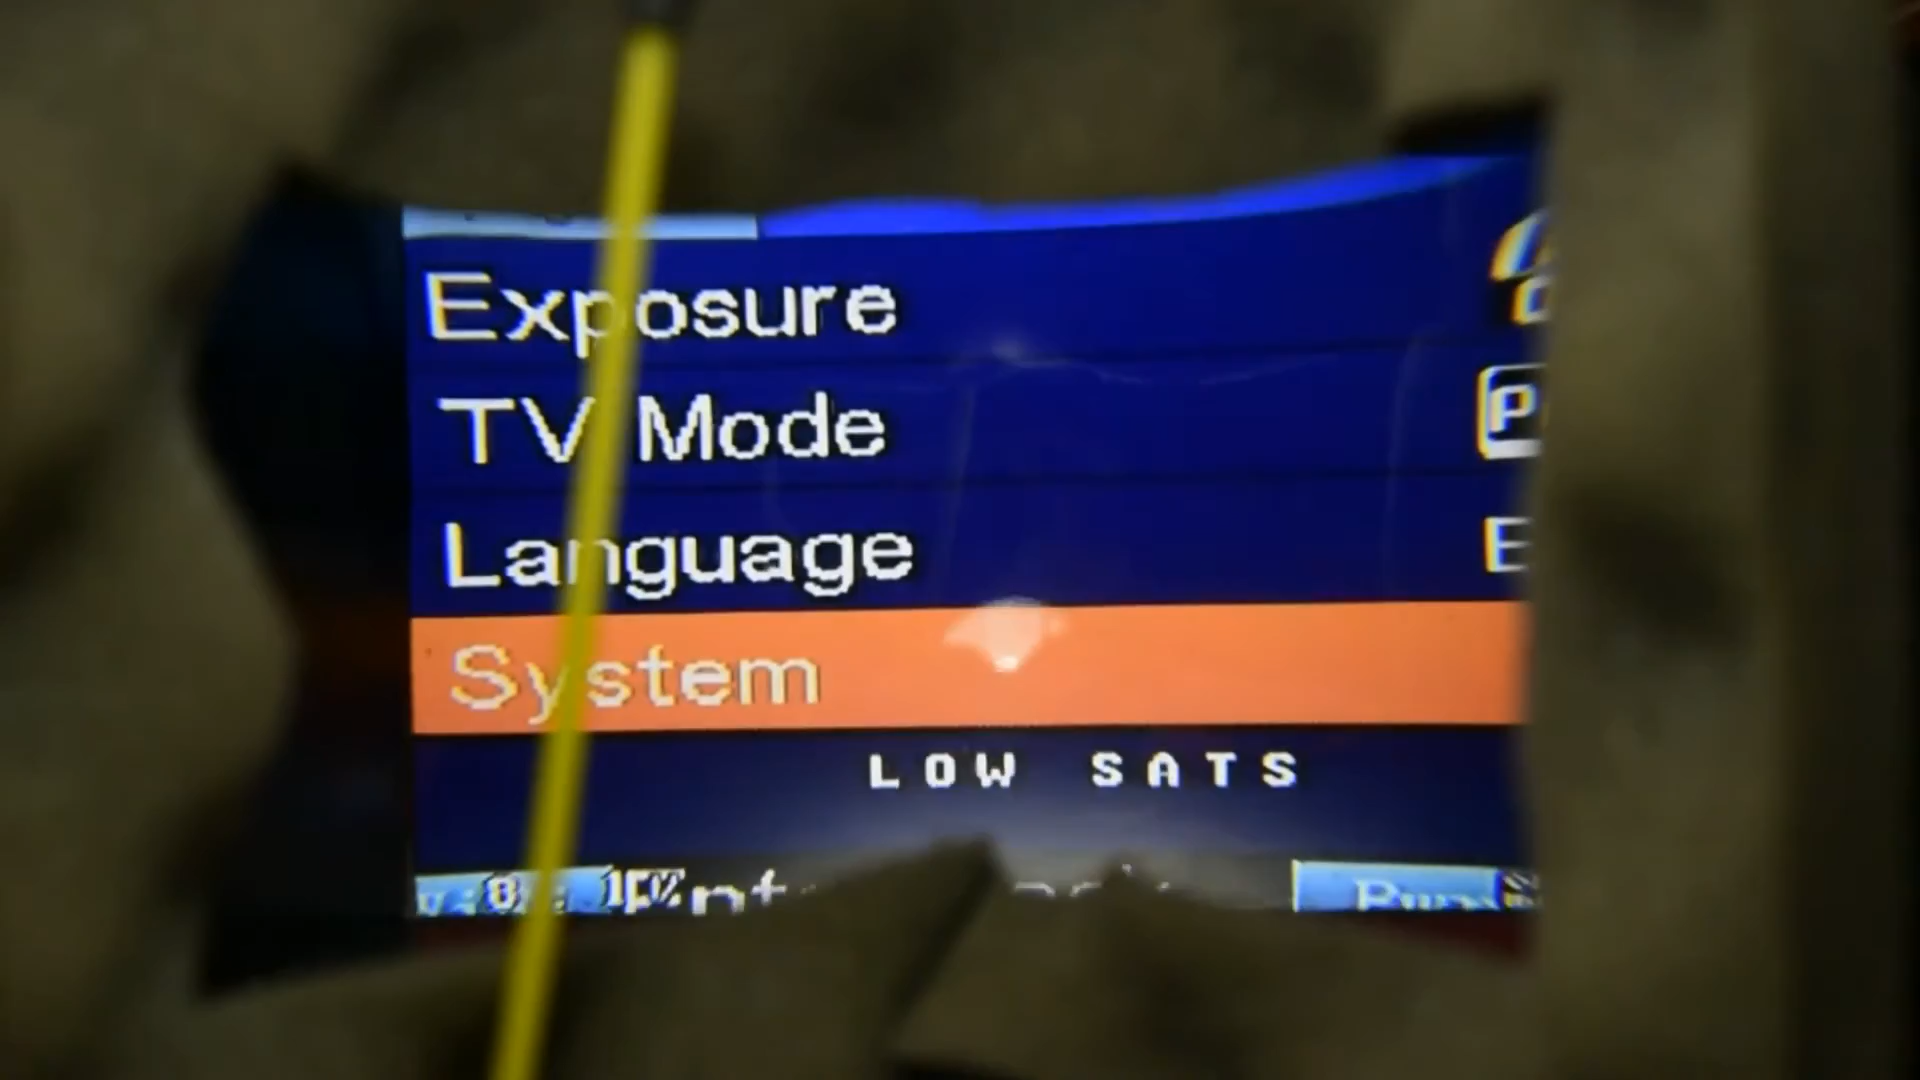 Exposure
TV Mode
P
Language
E
System
LOW SATS